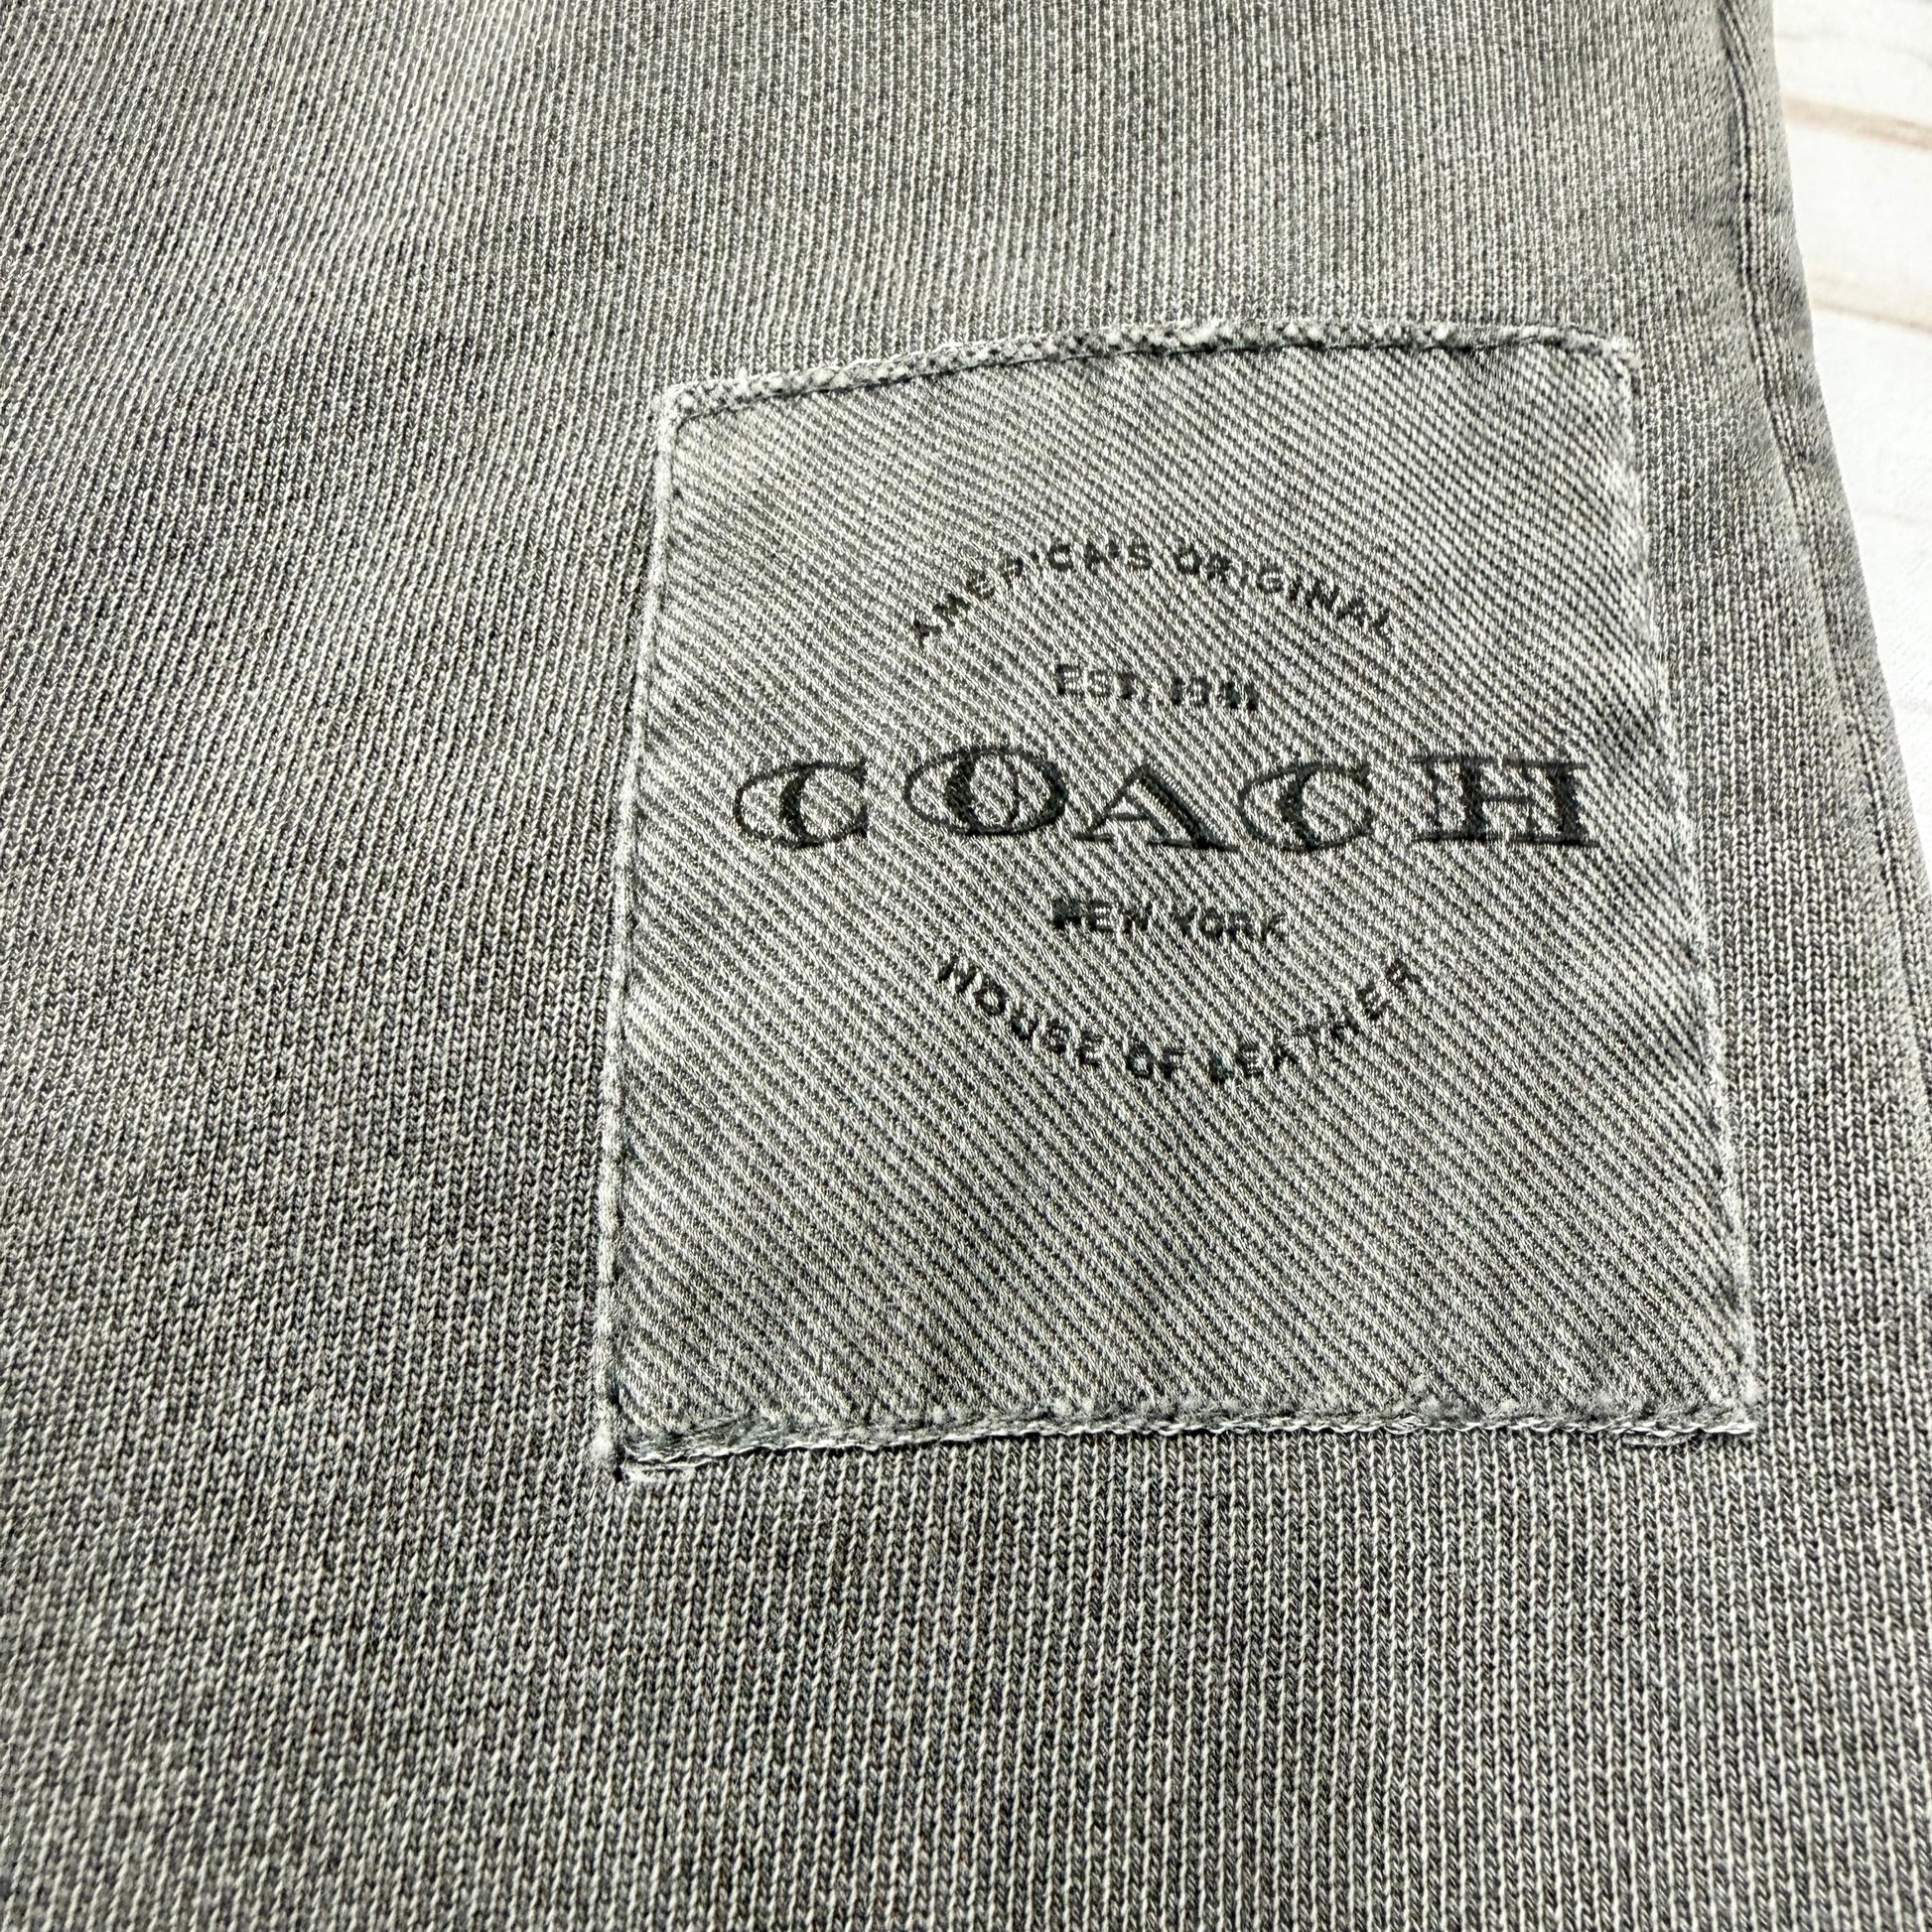 AMERICA'S ORIGINAL
EST. 1941
COACH
NEW YORK
HOUSE OF LEATHER